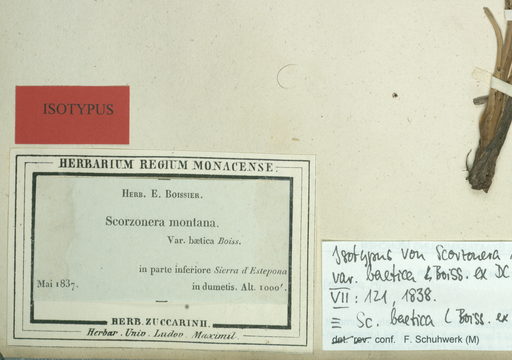 ISOTYPUS
HERBARIUM REGIUM MONACENSE.
HERB. E. BOISSIER.
Scorzonera montana.
Var. bætica Boiss.
in parte inferiore Sierra d'Estepona
Mai 1837. in dumetis. Alt. 1000'.
HERB. ZUCCARINII.
Herbar. Univ. Ludov. Maximil.
Isotypus von Scorzonera
var. baetica (Boiss. ex DC
VII : 121, 1838.
≡ Sc. baetica (Boiss. ex
det. rev. conf. F. Schuhwerk (M)